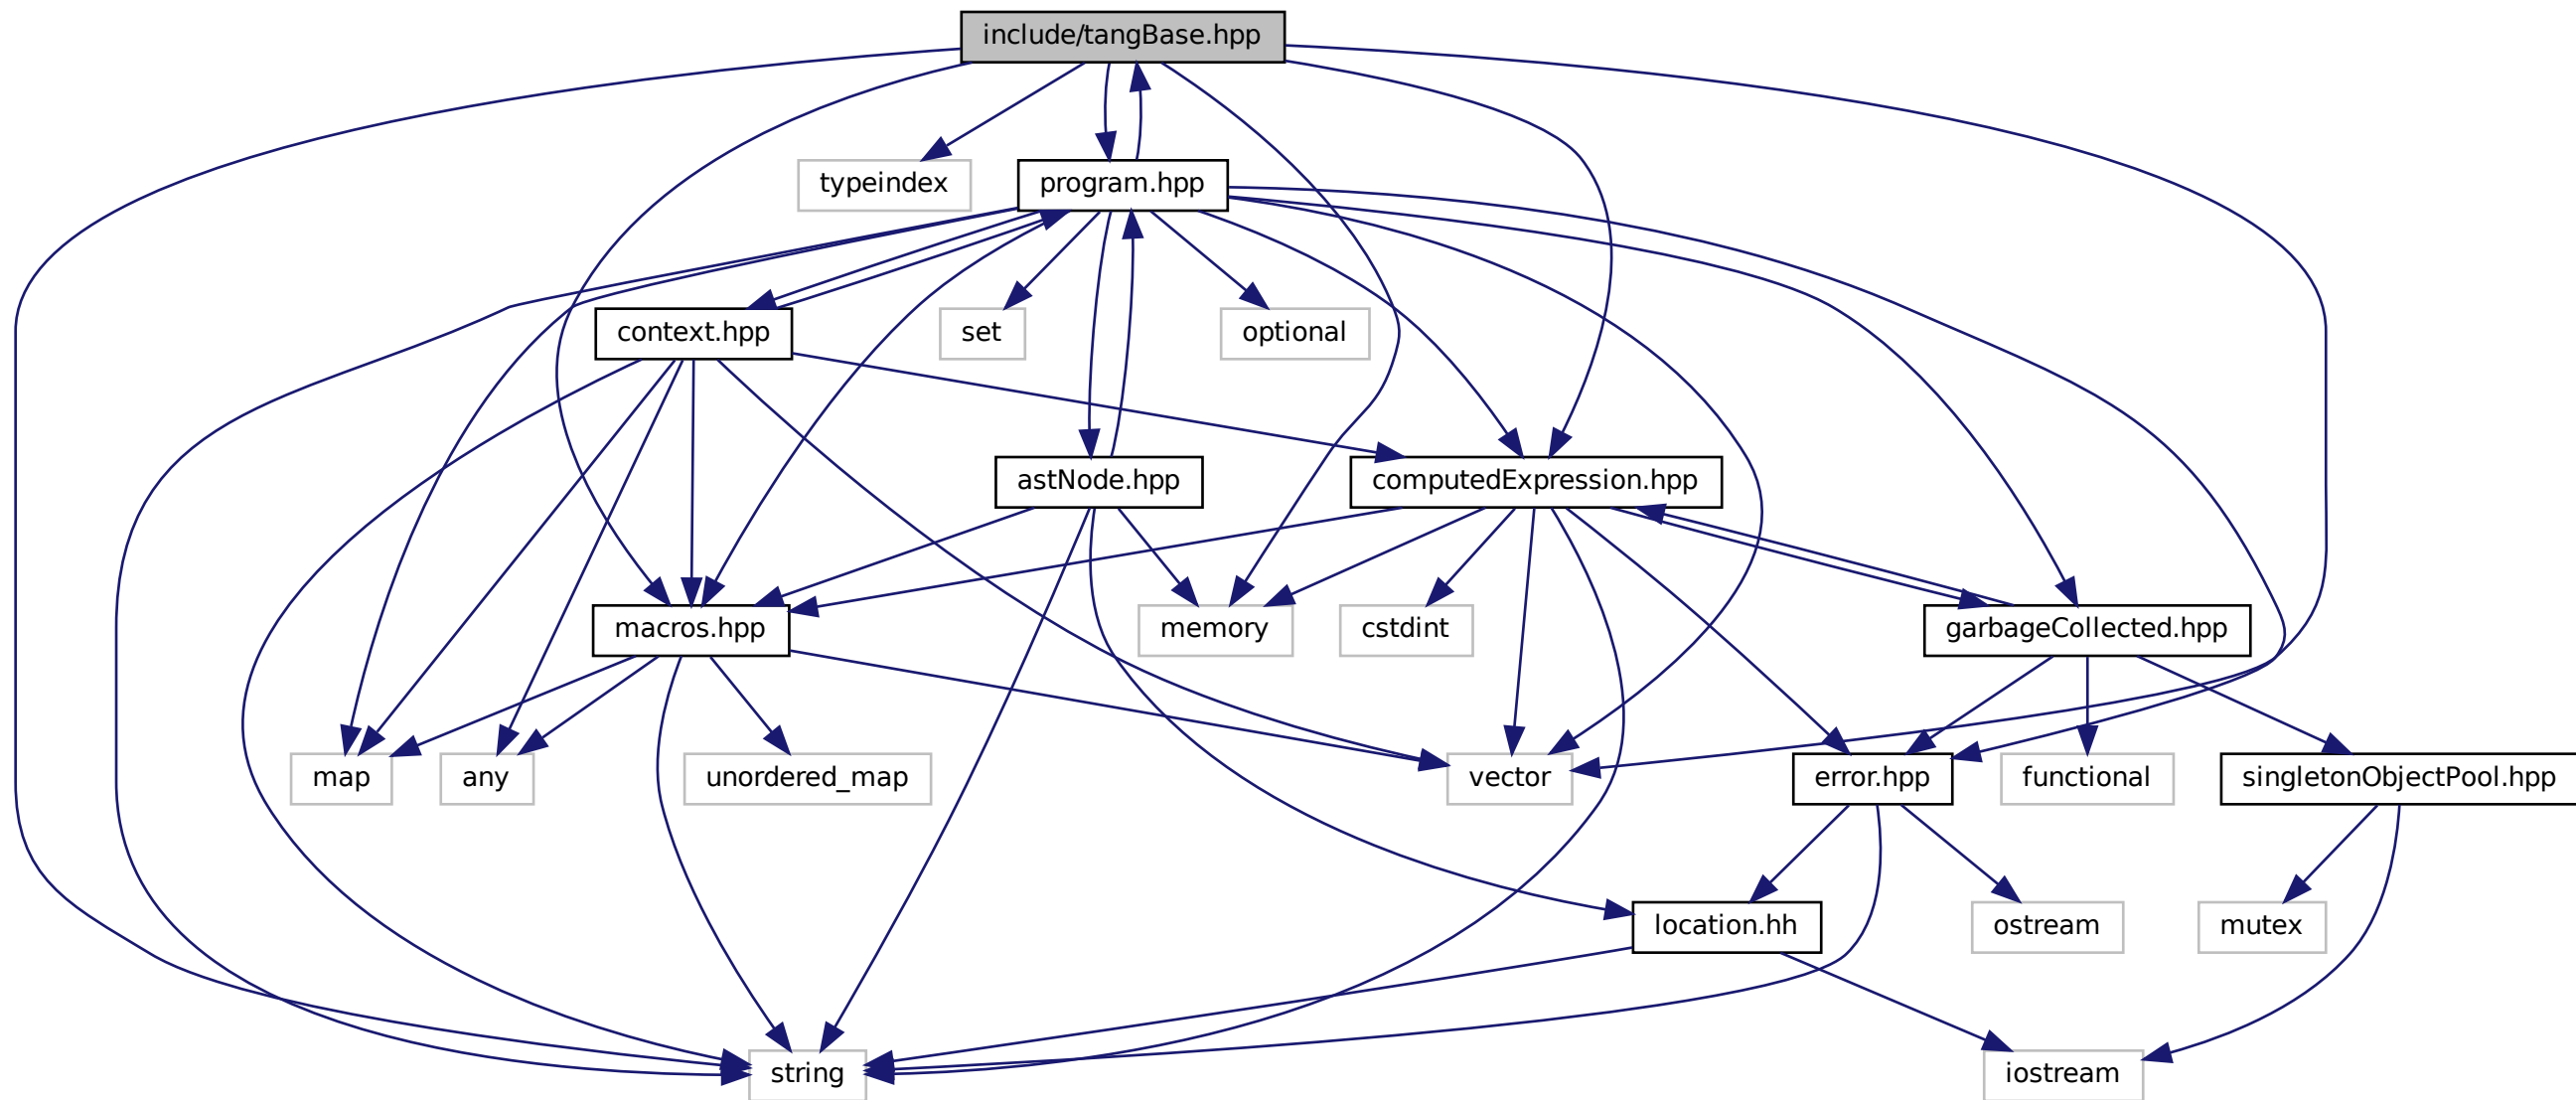 include/tangBase.hpp
typeindex
program.hpp
context.hpp
set
optional
astNode.hpp
computedExpression.hpp
macros.hpp
memory
cstdint
garbageCollected.hpp
map
any
unordered_map
vector
error.hpp
functional
singletonObjectPool.hpp
location.hh
ostream
mutex
string
iostream